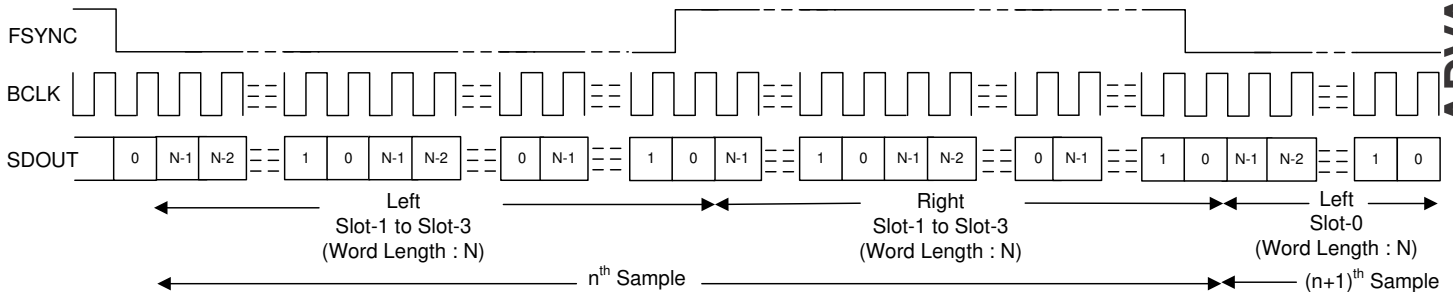 FSYNC
BCLK
SDOUT 0 N-1 N-2 1 0 N-1 N-2 0 N-1 1 0 N-1 1 0 N-1 N-2 0 N-1 1 0 N-1 N-2 1 0
Left Right Left
Slot-1 to Slot-3 Slot-1 to Slot-3 Slot-0
(Word Length : N) (Word Length : N) (Word Length : N)
nth Sample (n+1)th Sample